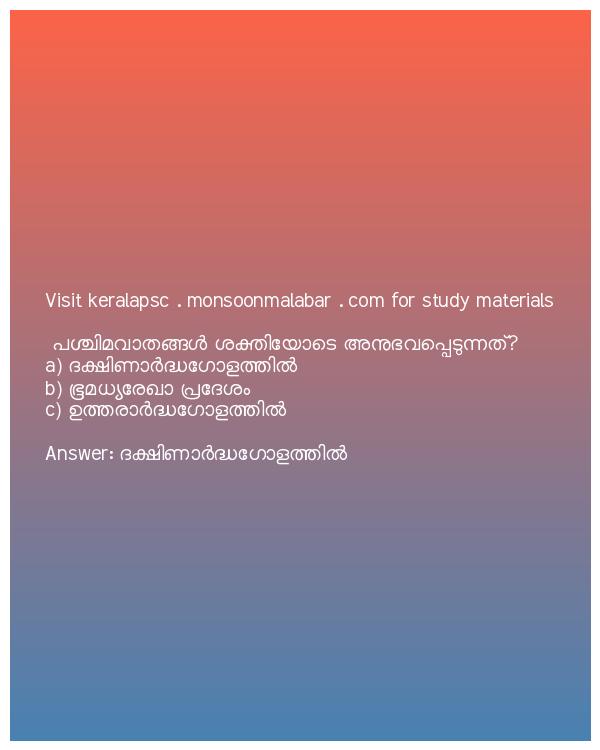 Visit keralapsc . monsoonmalabar . com for study materials
പശ്ചിമവാതങ്ങൾ ശക്തിയോടെ അനുഭവപ്പെടുന്നത്?
a) ദക്ഷിണാർദ്ധഗോളത്തിൽ
b) ഭൂമധ്യരേഖാ പ്രദേശം
c) ഉത്തരാർദ്ധഗോളത്തിൽ
Answer: ദക്ഷിണാർദ്ധഗോളത്തിൽ